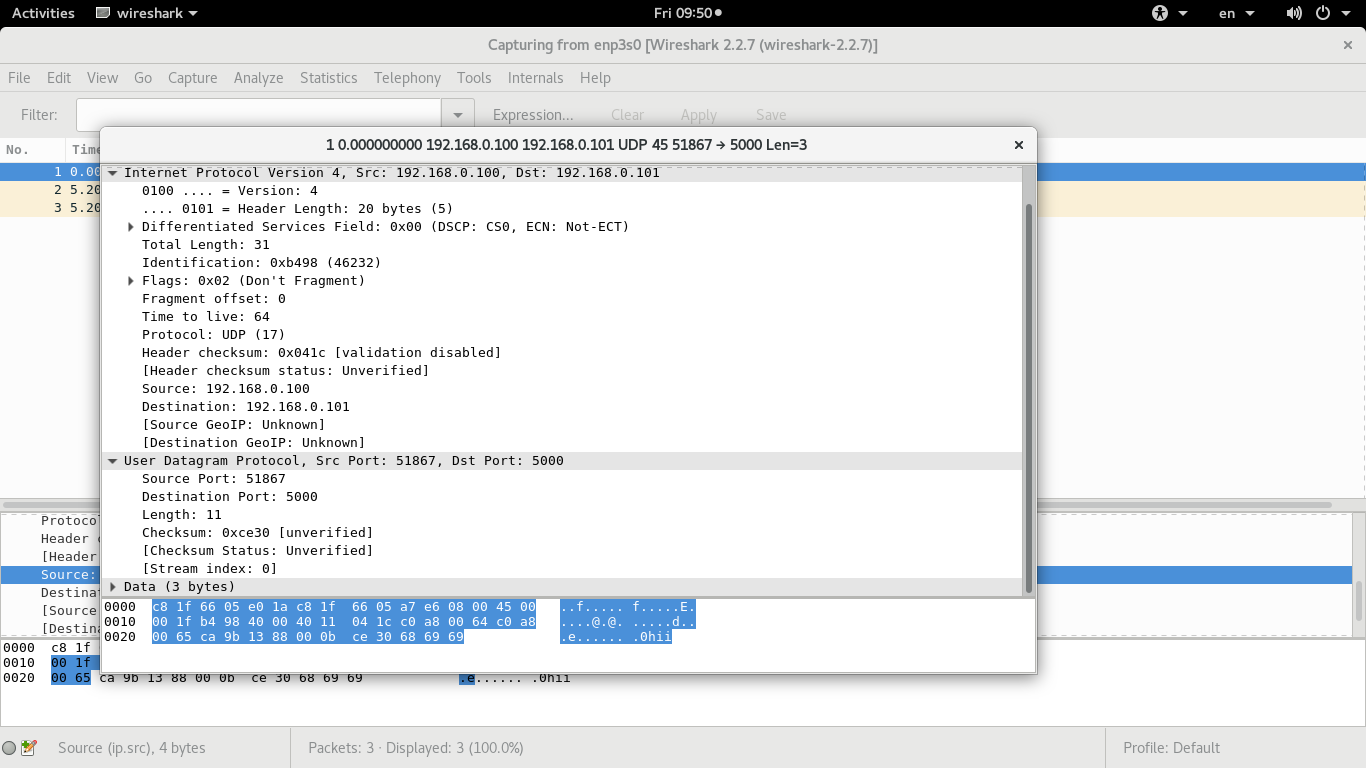 Activities wireshark Fri 09:50 en
Capturing from enp3s0 [Wireshark 2.2.7 (wireshark-2.2.7)]
File Edit View Go Capture Analyze Statistics Telephony Tools Internals Help
Filter: Expression... Clear Apply Save
No. Time
1 0.00
2 5.20
3 5.20
1 0.000000000 192.168.0.100 192.168.0.101 UDP 45 51867 → 5000 Len=3
Internet Protocol Version 4, Src: 192.168.0.100, Dst: 192.168.0.101
0100 .... = Version: 4
.... 0101 = Header Length: 20 bytes (5)
Differentiated Services Field: 0x00 (DSCP: CS0, ECN: Not-ECT)
Total Length: 31
Identification: 0xb498 (46232)
Flags: 0x02 (Don't Fragment)
Fragment offset: 0
Time to live: 64
Protocol: UDP (17)
Header checksum: 0x041c [validation disabled]
[Header checksum status: Unverified]
Source: 192.168.0.100
Destination: 192.168.0.101
[Source GeoIP: Unknown]
[Destination GeoIP: Unknown]
User Datagram Protocol, Src Port: 51867, Dst Port: 5000
Source Port: 51867
Destination Port: 5000
Length: 11
Checksum: 0xce30 [unverified]
[Checksum Status: Unverified]
[Stream index: 0]
Data (3 bytes)
0000 c8 1f 66 05 e0 1a c8 1f 66 05 a7 e6 08 00 45 00 ..f..... f.....E.
0010 00 1f b4 98 40 00 40 11 04 1c c0 a8 00 64 c0 a8 ....@.@. .....d..
0020 00 65 ca 9b 13 88 00 0b ce 30 68 69 69 .e...... .0hii
Protocol
Header c
[Header
Source:
Destinat
[Source
[Destina
0000 c8 1f
0010 00 1f
0020 00 65 ca 9b 13 88 00 0b ce 30 68 69 69 .e...... .0hii
Source (ip.src), 4 bytes Packets: 3 · Displayed: 3 (100.0%) Profile: Default